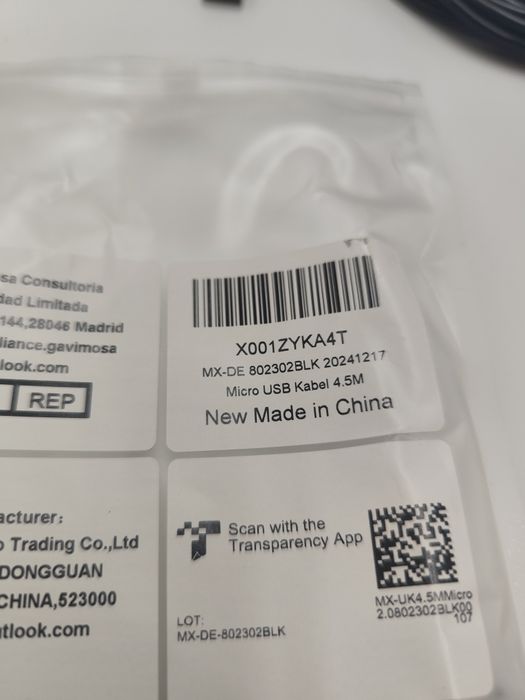 sa Consultoria
dad Limitada
144,28046 Madrid
liance.gavimosa
look.com
REP
X001ZYKA4T
MX-DE 802302BLK 20241217
Micro USB Kabel 4.5M
New Made in China
acturer:
o Trading Co.,Ltd
DONGGUAN
CHINA,523000
utlook.com
Scan with the
Transparency App
LOT:
MX-DE-802302BLK
MX-UK4.5MMicro
2.0802302BLK00
107